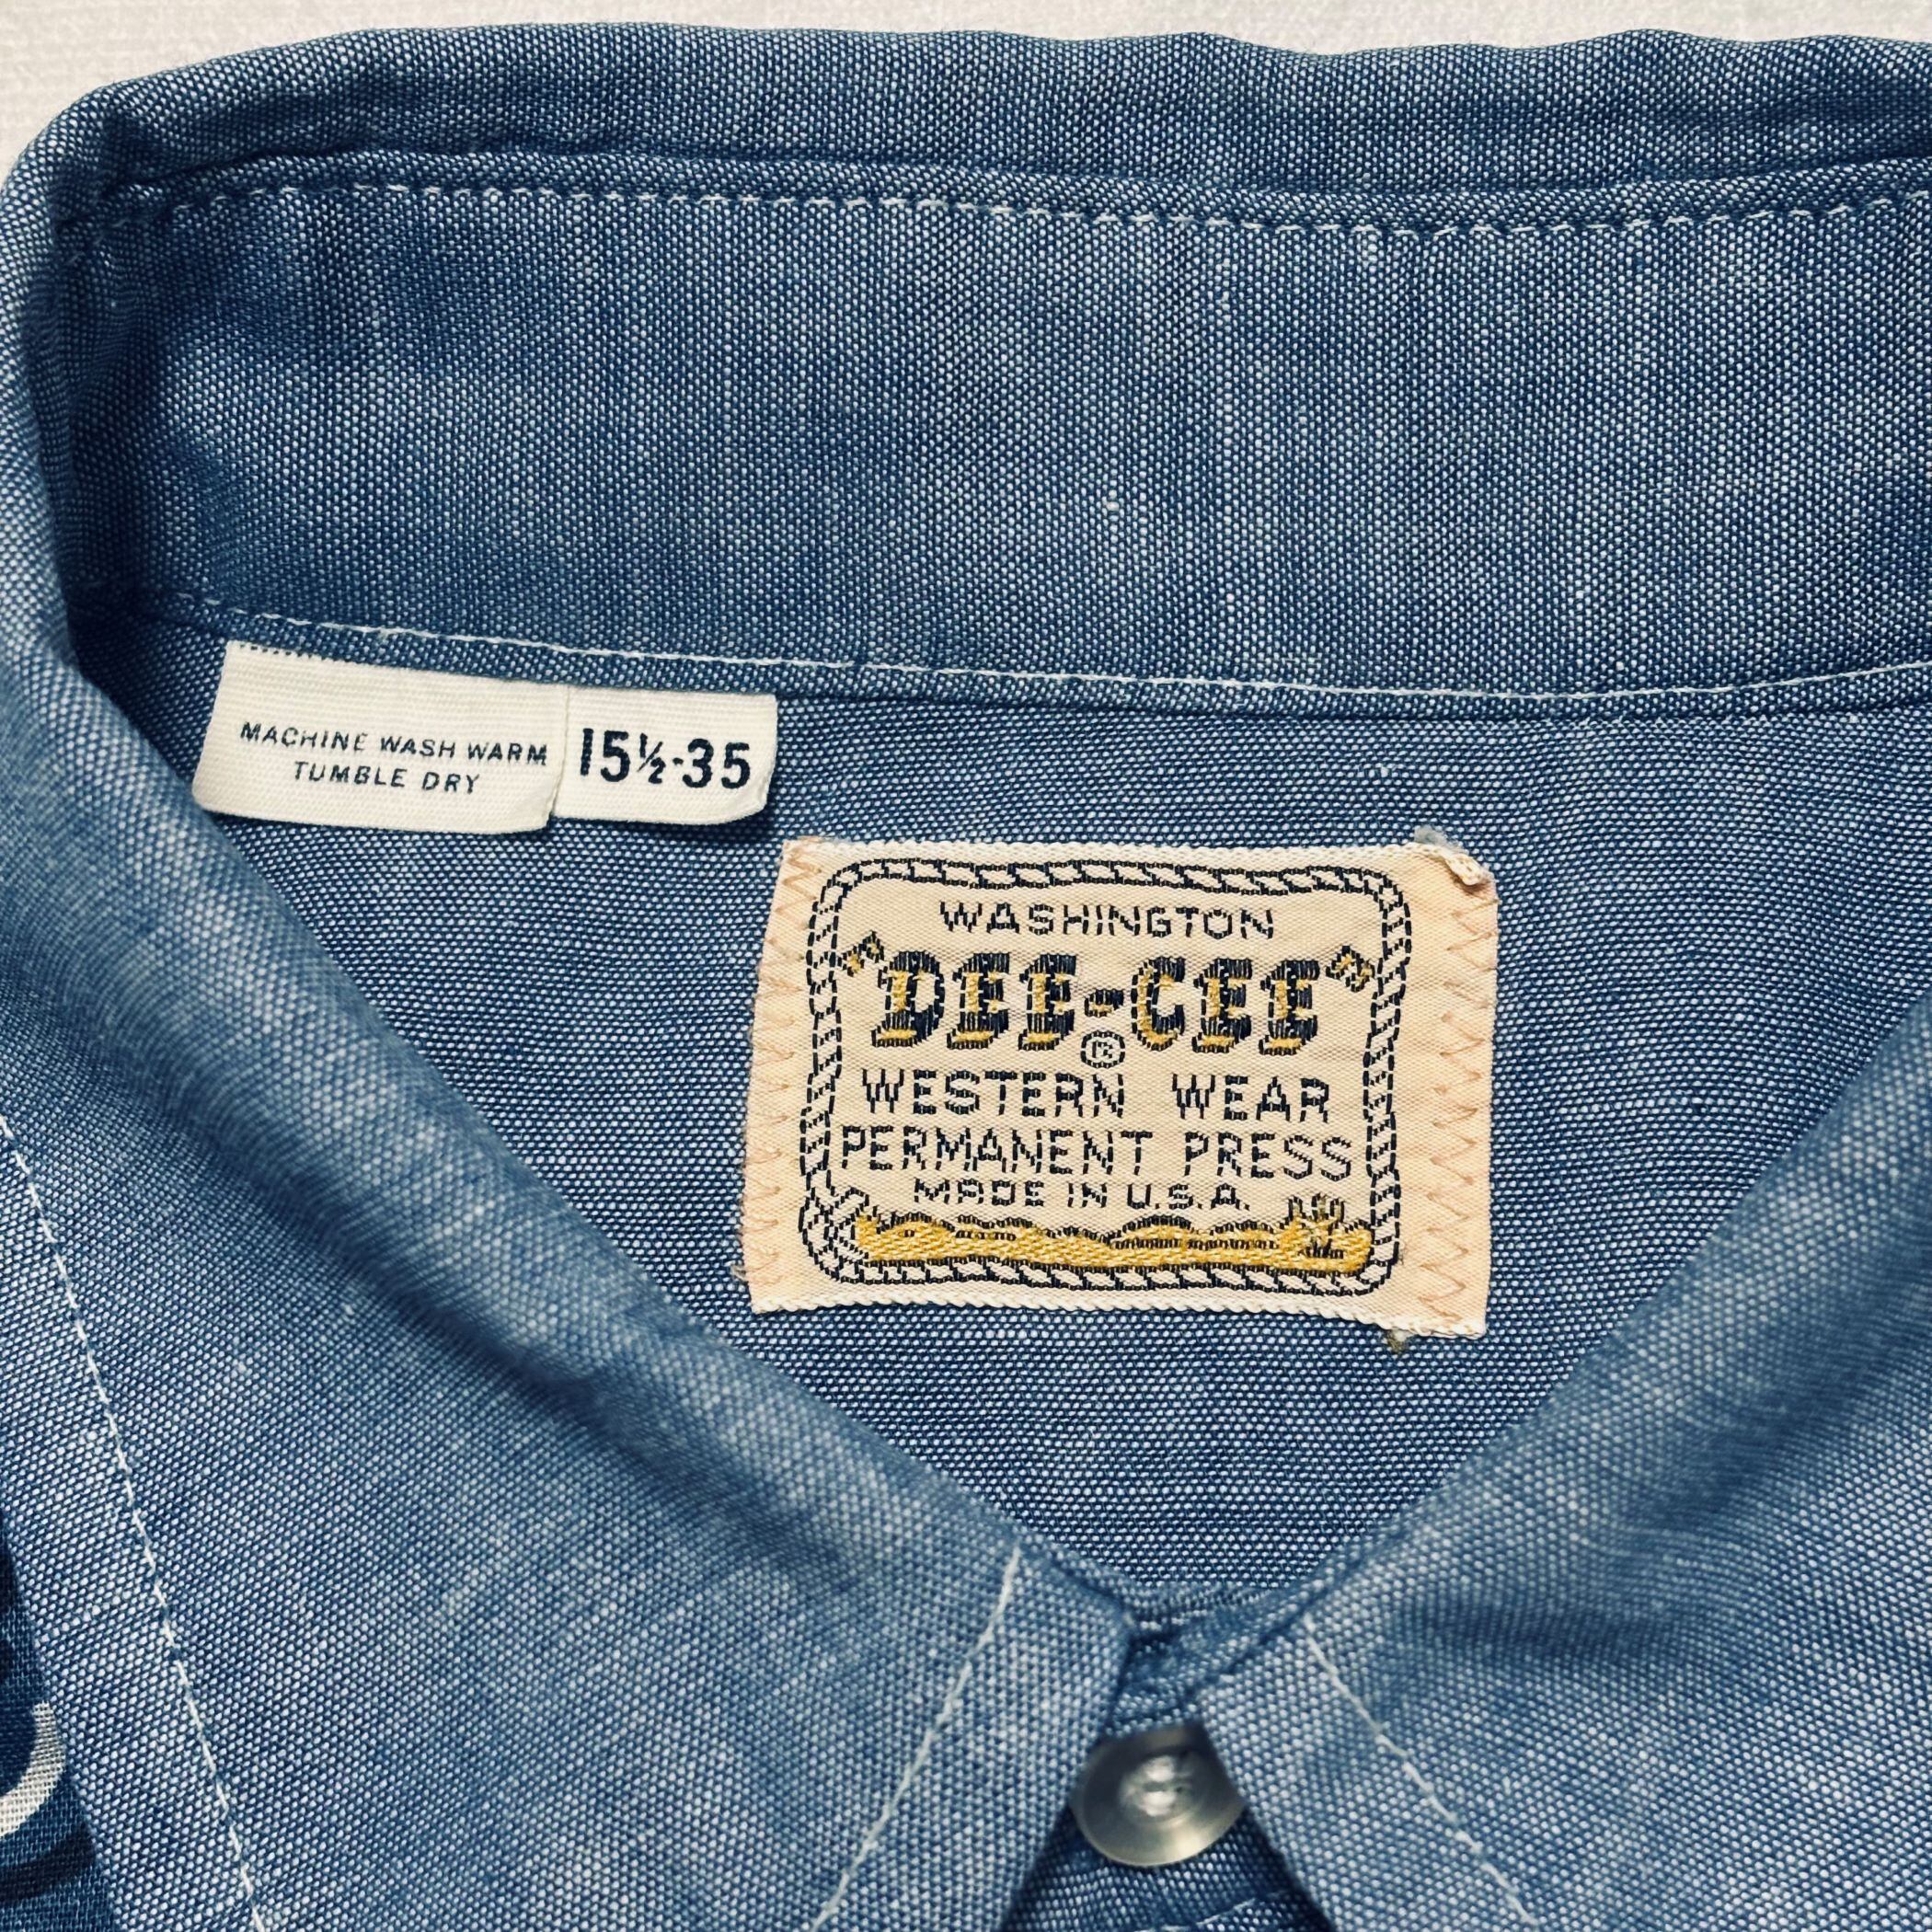 MACHINE WASH WARM
TUMBLE DRY
15½-35
WASHINGTON
"DEE-CEE"
®
WESTERN WEAR
PERMANENT PRESS
MADE IN U.S.A.